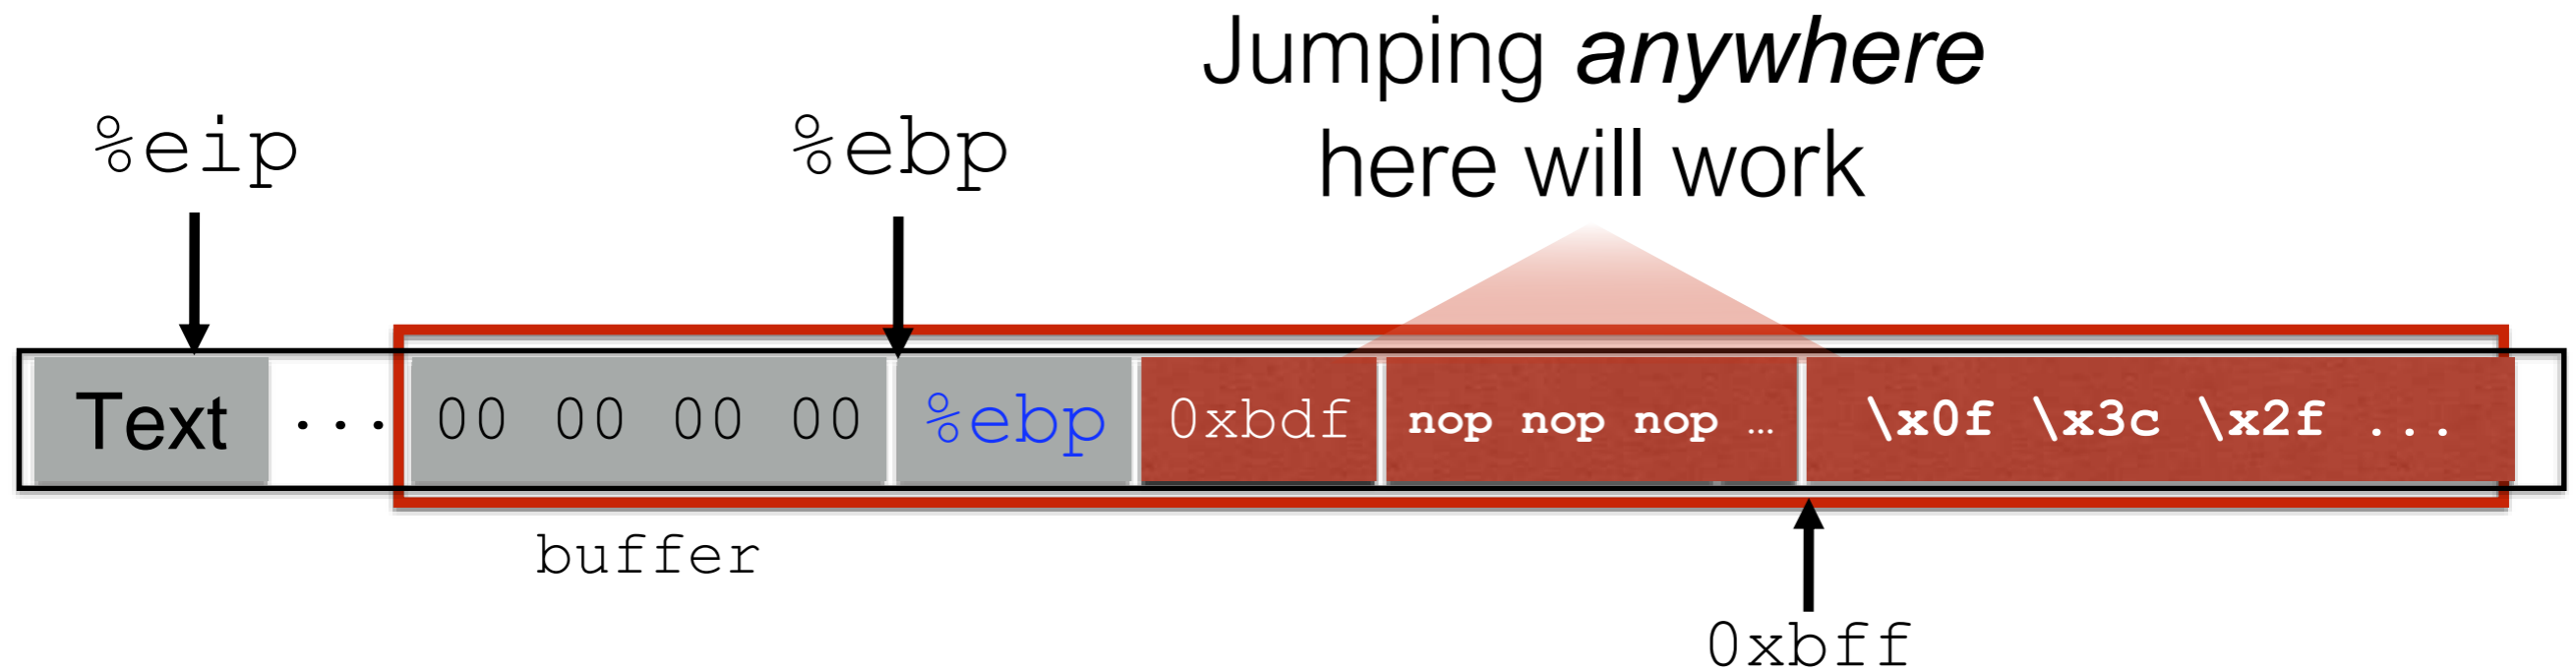 Jumping anywhere
here will work
%eip
%ebp
Text ... 00 00 00 00 %ebp 0xbdf nop nop nop … \x0f \x3c \x2f ...
buffer
0xbff